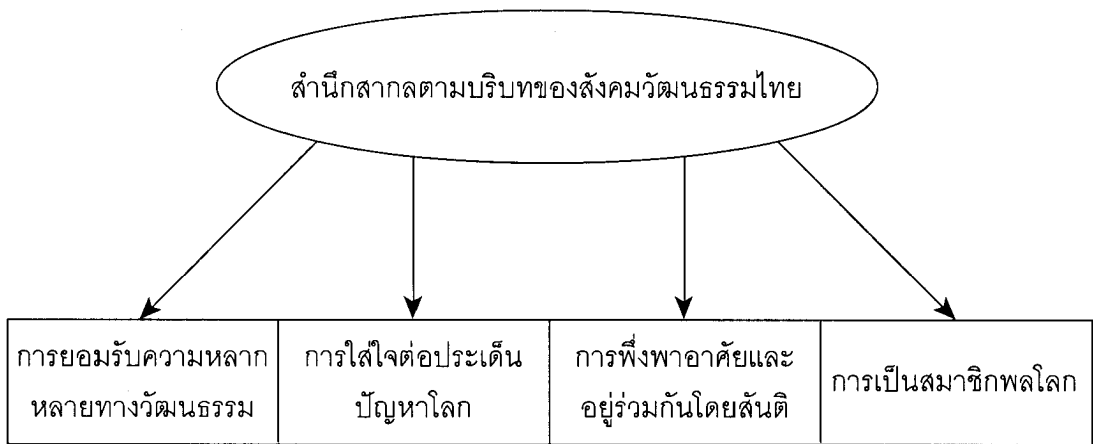 สำนึกสากลตามบริบทของสังคมวัฒนธรรมไทย
การยอมรับความหลาก
หลายทางวัฒนธรรม
การใส่ใจต่อประเด็น
ปัญหาโลก
การพึ่งพาอาศัยและ
อยู่ร่วมกันโดยสันติ
การเป็นสมาชิกพลโลก